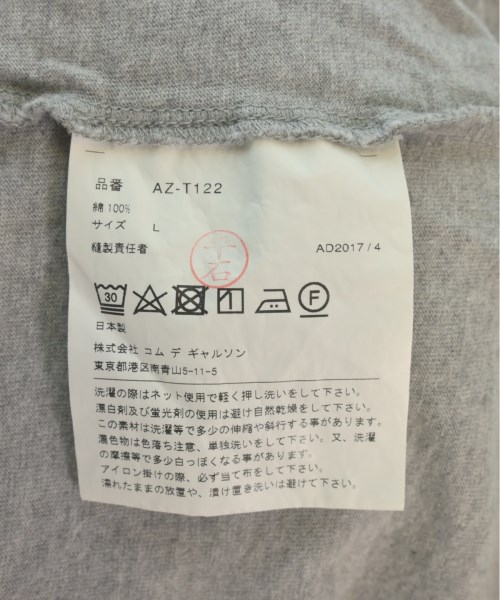 品番 AZ-T122
綿 100%
サイズ L
縫製責任者 千石 AD2017/4
30 F
日本製
株式会社 コム デ ギャルソン
東京都港区南青山5-11-5
洗濯の際はネット使用で軽く押し洗いをして下さい。
漂白剤及び蛍光剤の使用は避け自然乾燥をして下さい。
この素材は洗濯等で多少の伸縮や斜行する事があります。
濃色物は色落ち注意、単独洗いをして下さい。又、洗濯
の摩擦等で多少白っぽくなる事があります。
アイロン掛けの際、必ず当て布をして下さい。
濡れたままの放置や、漬け置き洗いは避けて下さい。